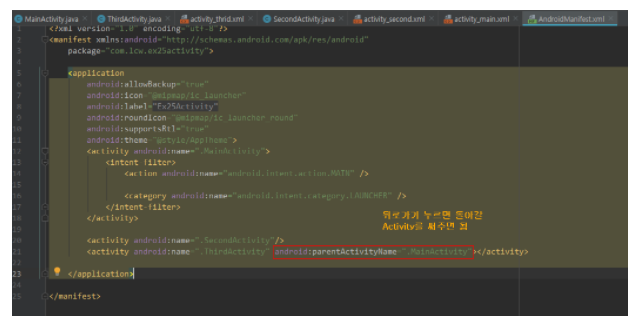 MainActivity.java × ThirdActivity.java × activity_thrid.xml × SecondActivity.java × activity_second.xml × activity_main.xml × AndroidManifest.xml ×
1 <?xml version="1.0" encoding="utf-8"?>
2 <manifest xmlns:android="http://schemas.android.com/apk/res/android"
3 package="com.lcw.ex25activity">
4
5 <application
6 android:allowBackup="true"
7 android:icon="@mipmap/ic_launcher"
8 android:label="Ex25Activity"
9 android:roundIcon="@mipmap/ic_launcher_round"
10 android:supportsRtl="true"
11 android:theme="@style/AppTheme">
12 <activity android:name=".MainActivity">
13 <intent-filter>
14 <action android:name="android.intent.action.MAIN" />
15
16 <category android:name="android.intent.category.LAUNCHER" />
17 </intent-filter>
18 </activity>
뒤로가기 누르면 돌아갈
Activity를 써주면 됨
19
20 <activity android:name=".SecondActivity"/>
21 <activity android:name=".ThirdActivity" android:parentActivityName=".MainActivity"></activity>
22
23 </application>
24
25 </manifest>